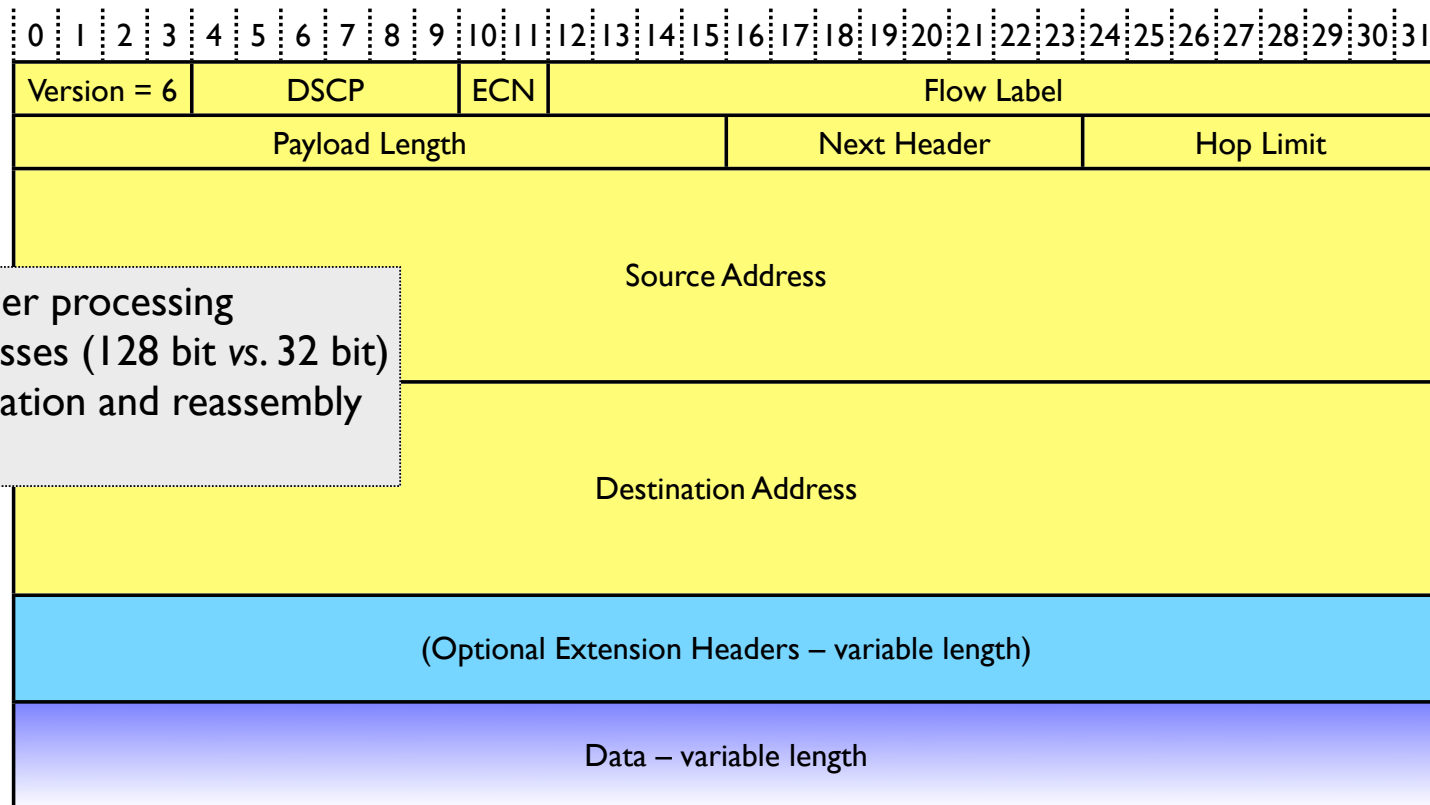 0 1 2 3 4 5 6 7 8 9 10 11 12 13 14 15 16 17 18 19 20 21 22 23 24 25 26 27 28 29 30 31
Version = 6 DSCP ECN Flow Label
Payload Length Next Header Hop Limit
Source Address
er processing
sses (128 bit vs. 32 bit)
ation and reassembly
Destination Address
(Optional Extension Headers – variable length)
Data – variable length